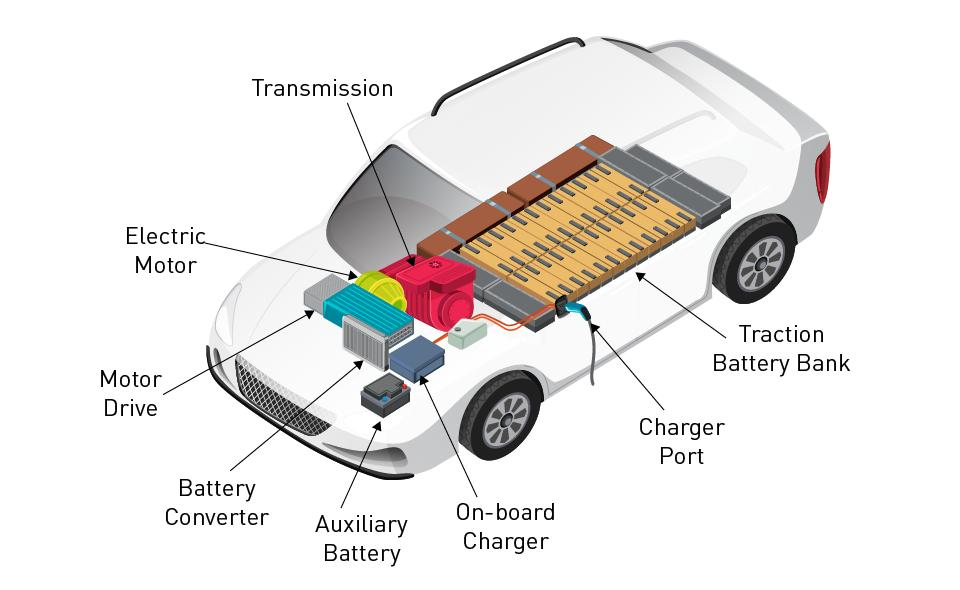 Transmission
Electric
Motor
Motor
Drive
Battery
Converter
Auxiliary
Battery
On-board
Charger
Charger
Port
Traction
Battery Bank